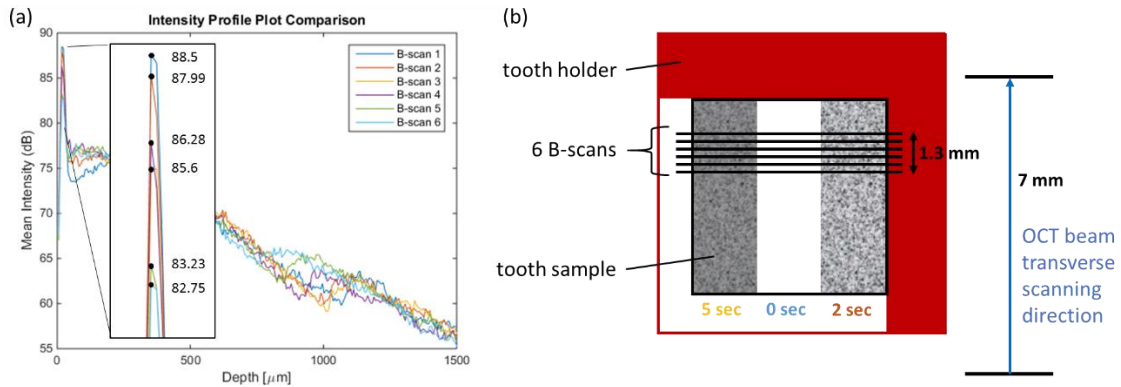 (a)
Intensity Profile Plot Comparison
90
85
80
75
70
65
60
55
Mean Intensity (dB)
88.5
87.99
86.28
85.6
83.23
82.75
B-scan 1
B-scan 2
B-scan 3
B-scan 4
B-scan 5
B-scan 6
0
500
1000
1500
Depth [μm]
(b)
tooth holder
6 B-scans
tooth sample
1.3 mm
5 sec
0 sec
2 sec
7 mm
OCT beam
transverse
scanning
direction